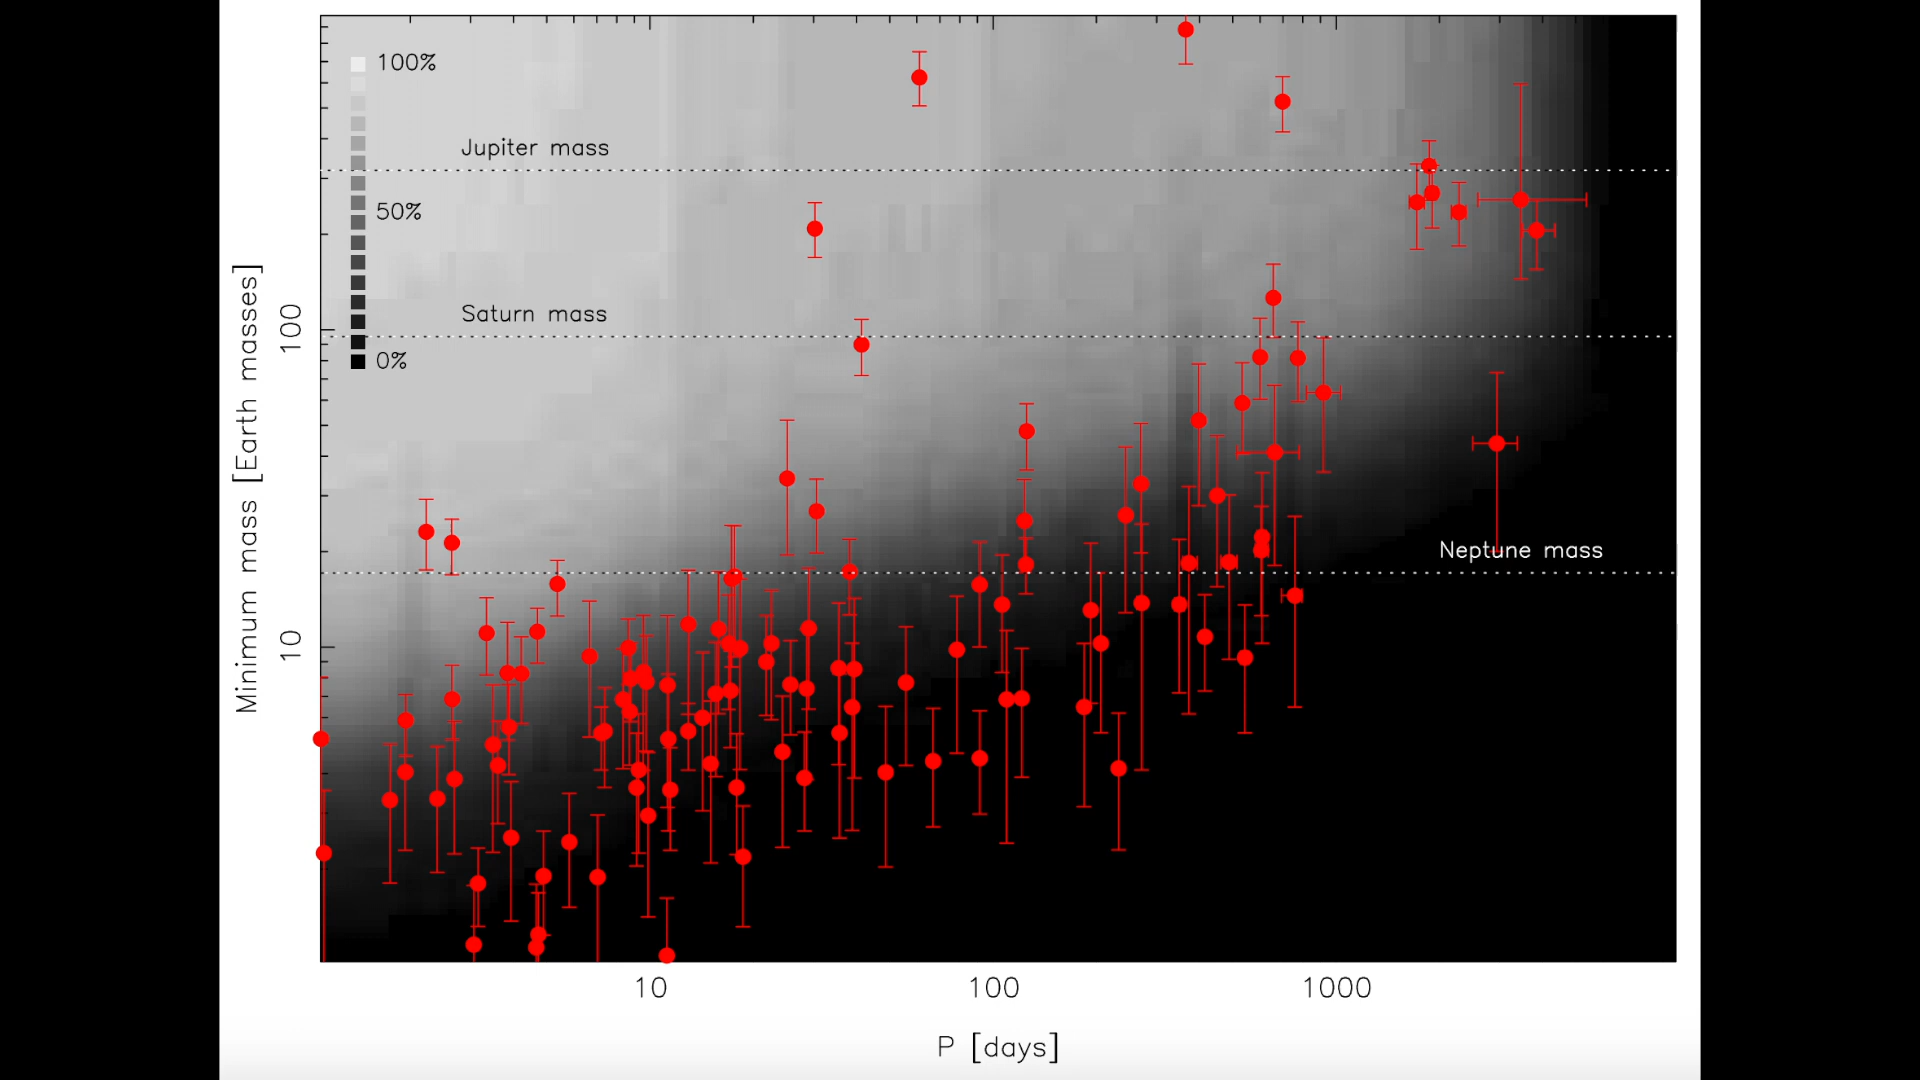 100%
Jupiter mass
50%
Saturn mass
0%
Neptune mass
Minimum mass [Earth masses]
100
10
10 100 1000
P [days]